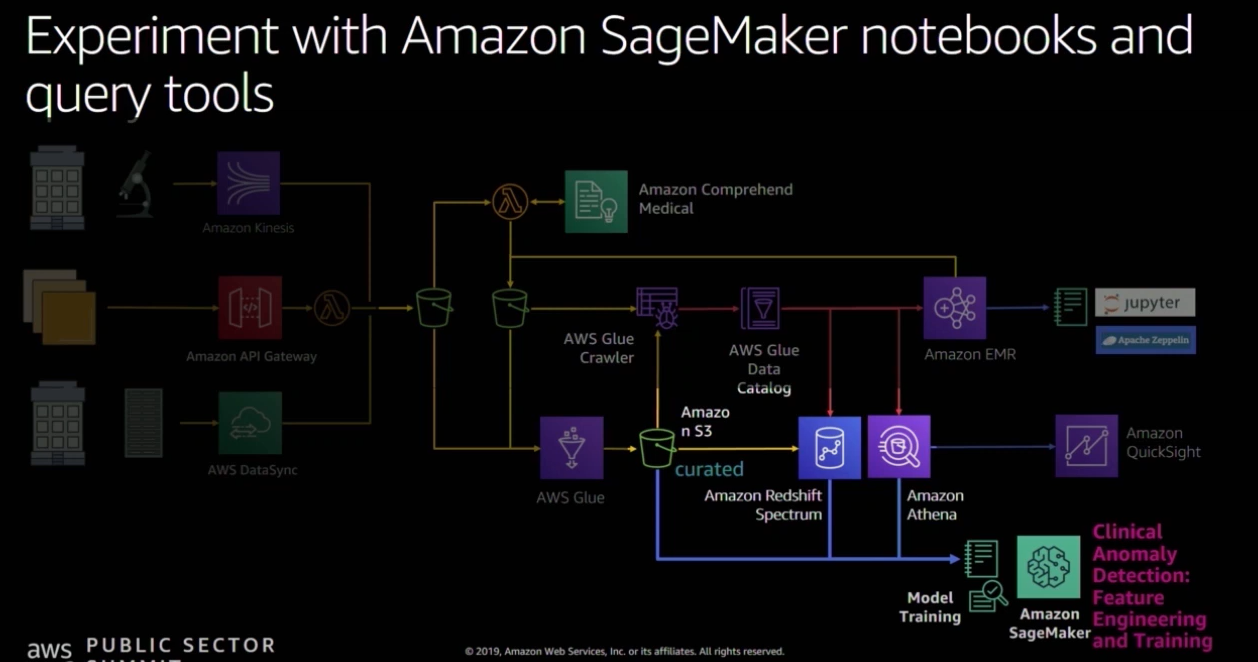 Experiment with Amazon SageMaker notebooks and
query tools
Amazon Kinesis
Amazon Comprehend
Medical
Amazon API Gateway
AWS Glue
Crawler
AWS Glue
Data
Catalog
Amazon EMR
jupyter
Apache Zeppelin
AWS DataSync
AWS Glue
Amazo
n S3
curated
Amazon Redshift
Spectrum
Amazon
Athena
Amazon
QuickSight
Model
Training
Amazon
SageMaker
Clinical
Anomaly
Detection:
Feature
Engineering
and Training
aws PUBLIC SECTOR
SUMMIT
© 2019, Amazon Web Services, Inc. or its affiliates. All rights reserved.